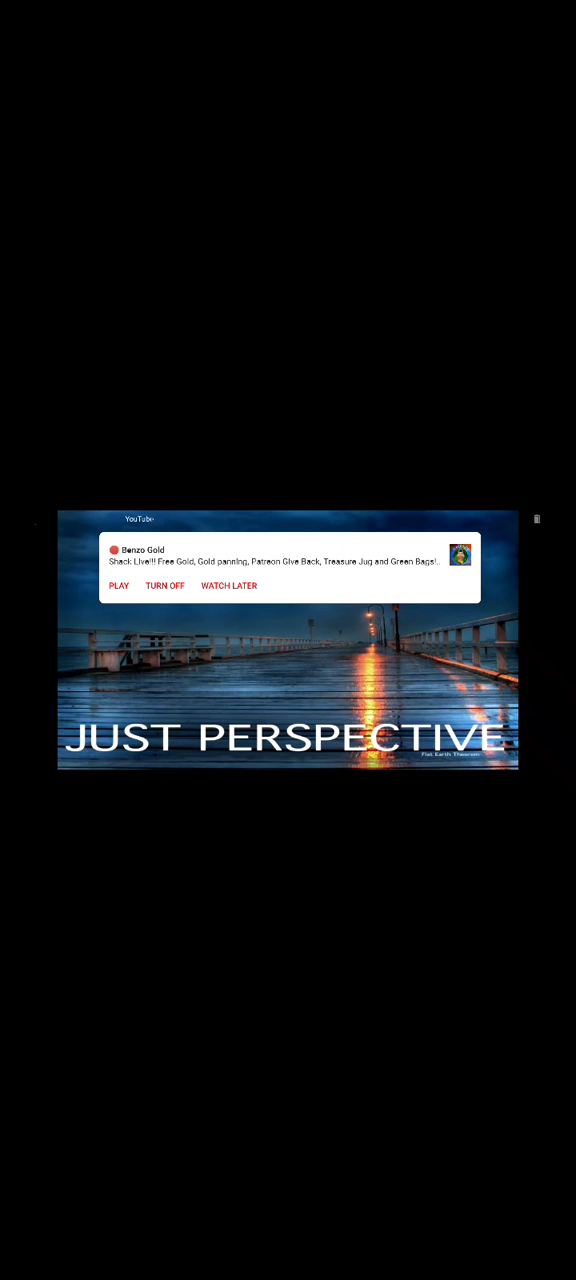 YouTube
Benzo Gold
Shack Live!!! Free Gold, Gold panning, Patreon Give Back, Treasure Jug and Green Bags!..
PLAY TURN OFF WATCH LATER
JUST PERSPECTIVE
Flat Earth Theorem